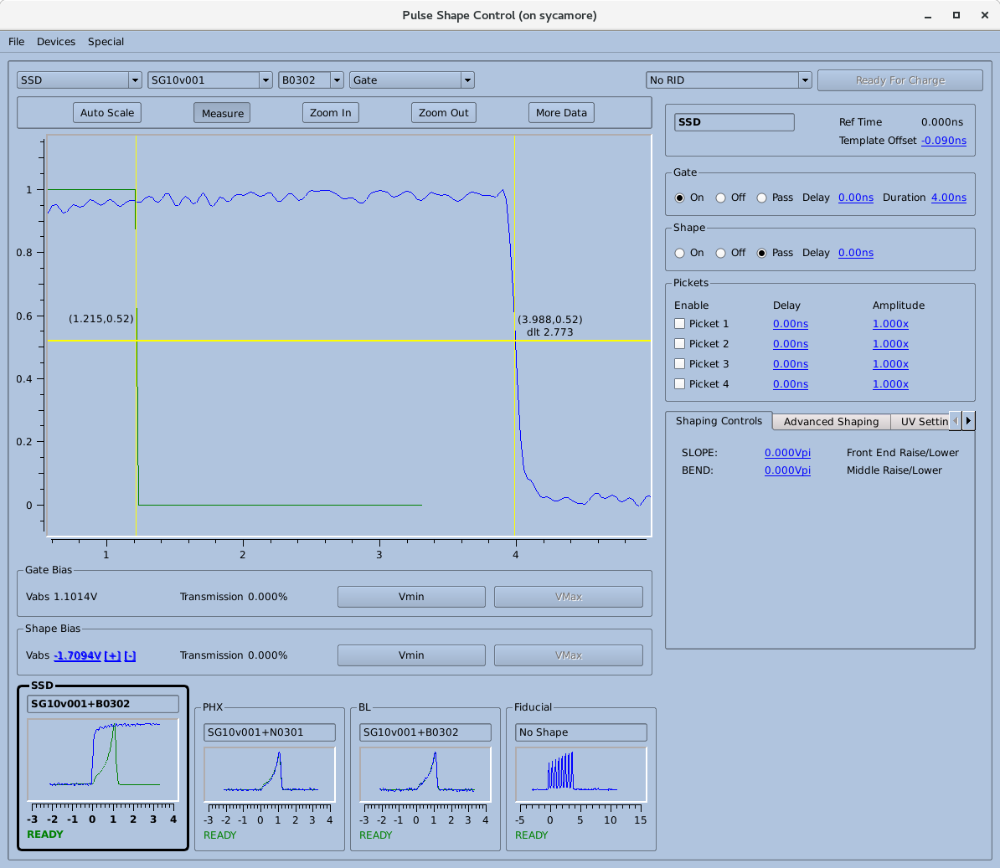 Pulse Shape Control (on sycamore)
File Devices Special
SSD SG10v001 B0302 Gate No RID Ready For Charge
Auto Scale Measure Zoom In Zoom Out More Data
SSD Ref Time 0.000ns
Template Offset -0.090ns
Gate
On Off Pass Delay 0.00ns Duration 4.00ns
Shape
On Off Pass Delay 0.00ns
Pickets
Enable Delay Amplitude
Picket 1 0.00ns 1.000x
Picket 2 0.00ns 1.000x
Picket 3 0.00ns 1.000x
Picket 4 0.00ns 1.000x
Shaping Controls Advanced Shaping UV Settin
SLOPE: 0.000Vpi Front End Raise/Lower
BEND: 0.000Vpi Middle Raise/Lower
1
0.8
0.6
0.4
0.2
0
(1.215,0.52)
(3.988,0.52)
dlt 2.773
1 2 3 4
Gate Bias
Vabs 1.1014V Transmission 0.000% Vmin VMax
Shape Bias
Vabs -1.7094V [+] [-] Transmission 0.000% Vmin VMax
SSD
SG10v001+B0302
-3 -2 -1 0 1 2 3 4
READY
PHX
SG10v001+N0301
-3 -2 -1 0 1 2 3 4
READY
BL
SG10v001+B0302
-3 -2 -1 0 1 2 3 4
READY
Fiducial
No Shape
-5 0 5 10 15
READY